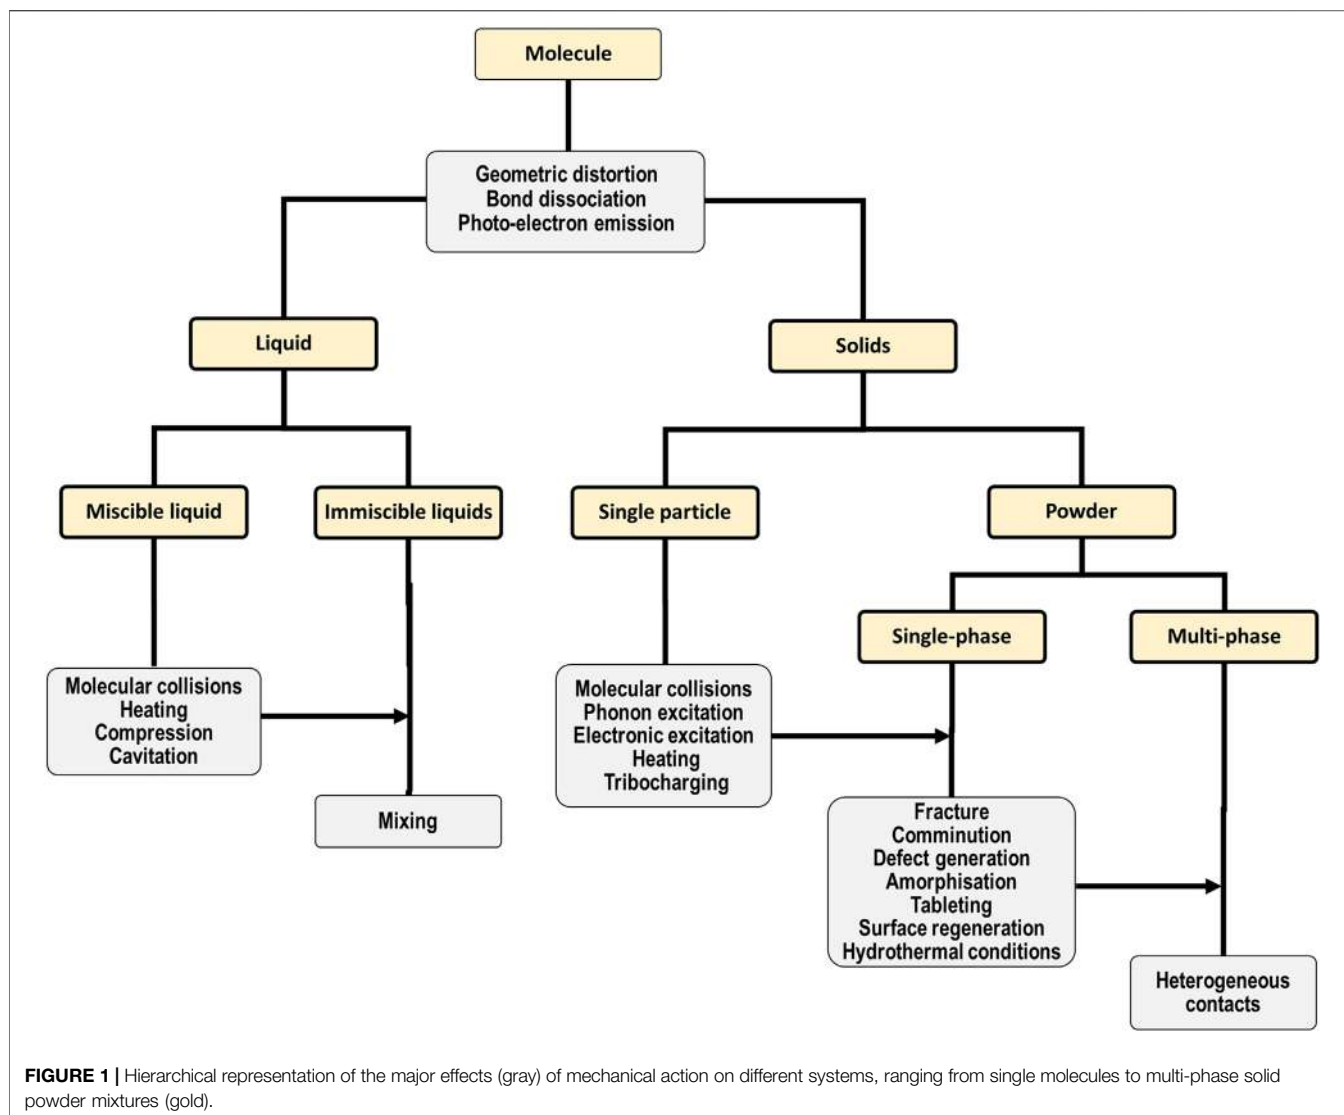 Molecule
Geometric distortion
Bond dissociation
Photo-electron emission
Liquid
Solids
Miscible liquid
Immiscible liquids
Single particle
Powder
Single-phase
Multi-phase
Molecular collisions
Heating
Compression
Cavitation
Molecular collisions
Phonon excitation
Electronic excitation
Heating
Tribocharging
Mixing
Fracture
Comminution
Defect generation
Amorphisation
Tableting
Surface regeneration
Hydrothermal conditions
Heterogeneous
contacts
FIGURE 1 | Hierarchical representation of the major effects (gray) of mechanical action on different systems, ranging from single molecules to multi-phase solid
powder mixtures (gold).